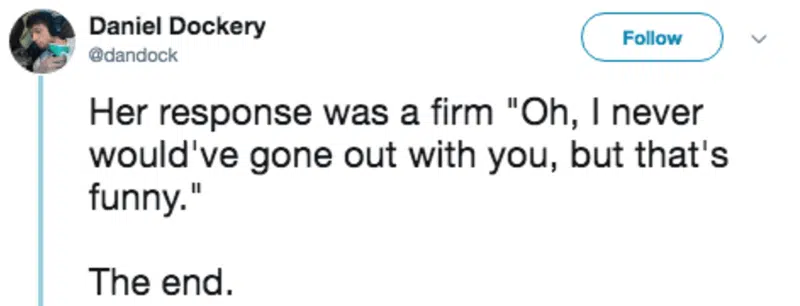 Daniel Dockery
@dandock
Follow
Her response was a firm "Oh, I never
would've gone out with you, but that's
funny."
The end.